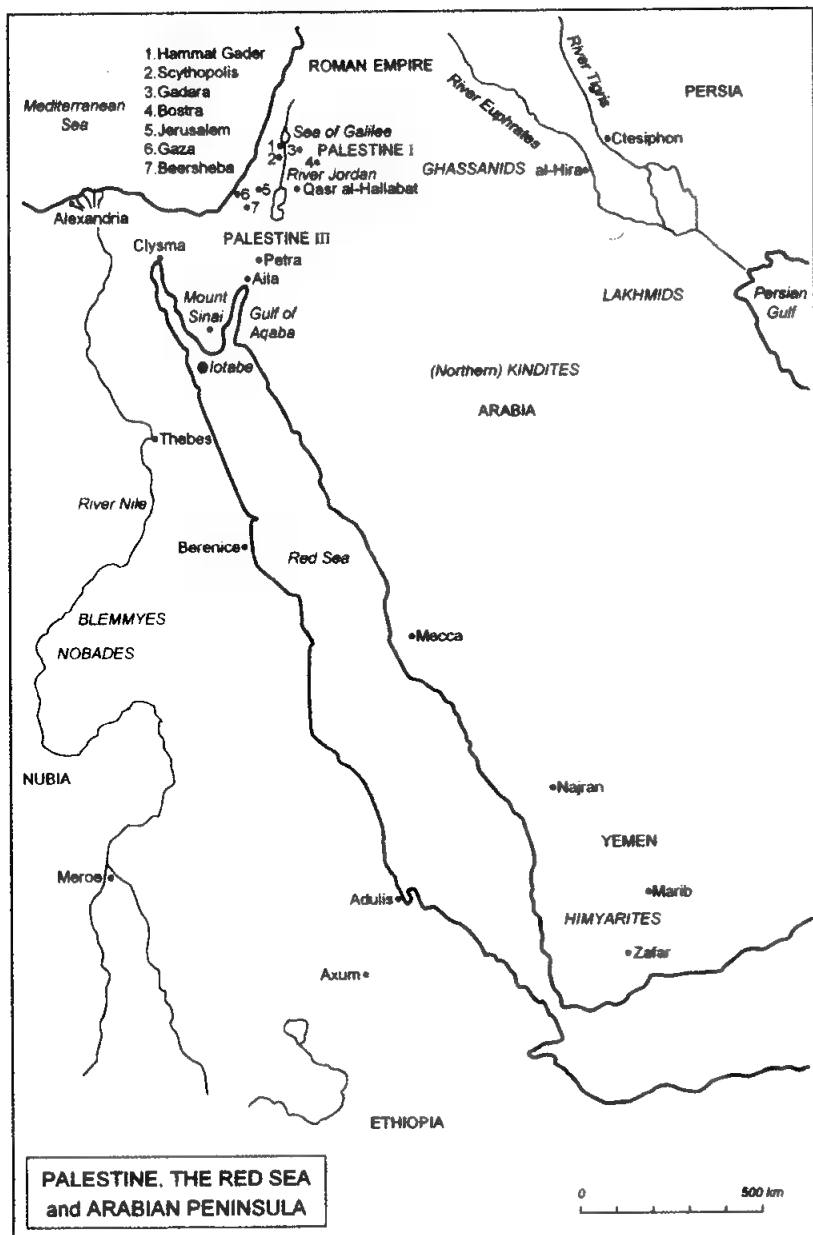 1.Hammat Gader
2.Scythopolis
3.Gadara
4.Bostra
5.Jerusalem
6.Gaza
7.Beersheba
ROMAN EMPIRE
Mediterranean
Sea
River Euphrates
River Tigris
PERSIA
Ctesiphon
Sea of Galilee
1
3
2
4
PALESTINE I
River Jordan
GHASSANIDS
al-Hira
6
5
7
Qasr al-Hallabat
Alexandria
Clysma
PALESTINE III
Petra
Aila
Mount
Sinai
Gulf of
Aqaba
LAKHMIDS
Persian
Gulf
Iotabe
(Northern) KINDITES
ARABIA
Thebes
River Nile
Berenice
Red Sea
BLEMMYES
NOBADES
Mecca
NUBIA
Najran
YEMEN
Meroe
Adulis
Marib
HIMYARITES
Zafar
Axum
ETHIOPIA
PALESTINE, THE RED SEA
and ARABIAN PENINSULA
0 500 km